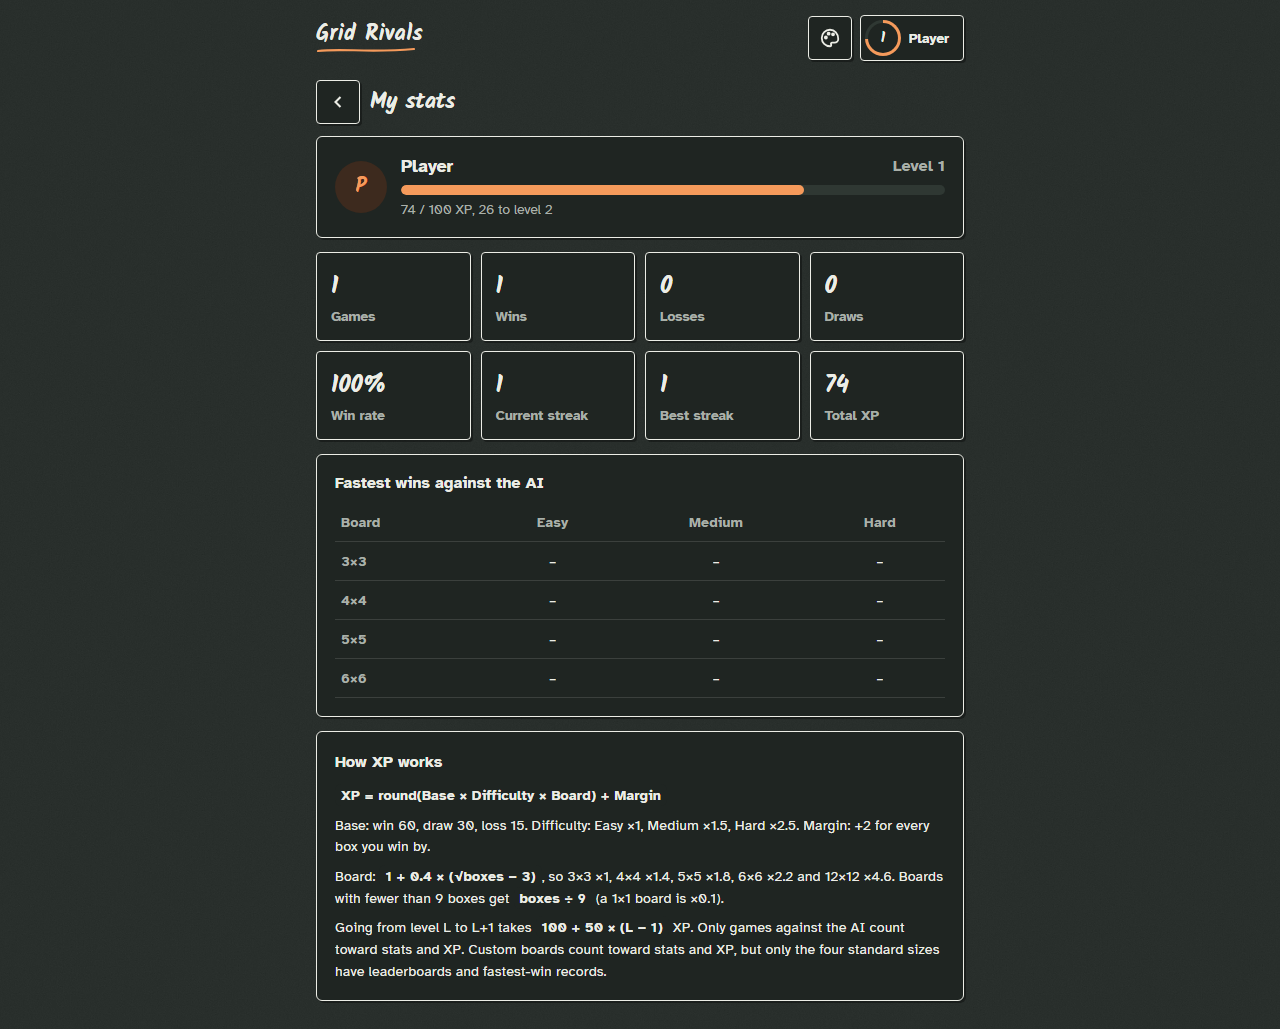 Grid Rivals
1 Player
My stats
P
Player Level 1
74 / 100 XP, 26 to level 2
1 1 0 0
Games Wins Losses Draws
100% 1 1 74
Win rate Current streak Best streak Total XP
Fastest wins against the AI
Board Easy Medium Hard
3×3 – – –
4×4 – – –
5×5 – – –
6×6 – – –
How XP works
XP = round(Base × Difficulty × Board) + Margin
Base: win 60, draw 30, loss 15. Difficulty: Easy ×1, Medium ×1.5, Hard ×2.5. Margin: +2 for every
box you win by.
Board: 1 + 0.4 × (√boxes − 3) , so 3×3 ×1, 4×4 ×1.4, 5×5 ×1.8, 6×6 ×2.2 and 12×12 ×4.6. Boards
with fewer than 9 boxes get boxes ÷ 9 (a 1×1 board is ×0.1).
Going from level L to L+1 takes 100 + 50 × (L − 1) XP. Only games against the AI count
toward stats and XP. Custom boards count toward stats and XP, but only the four standard sizes
have leaderboards and fastest-win records.